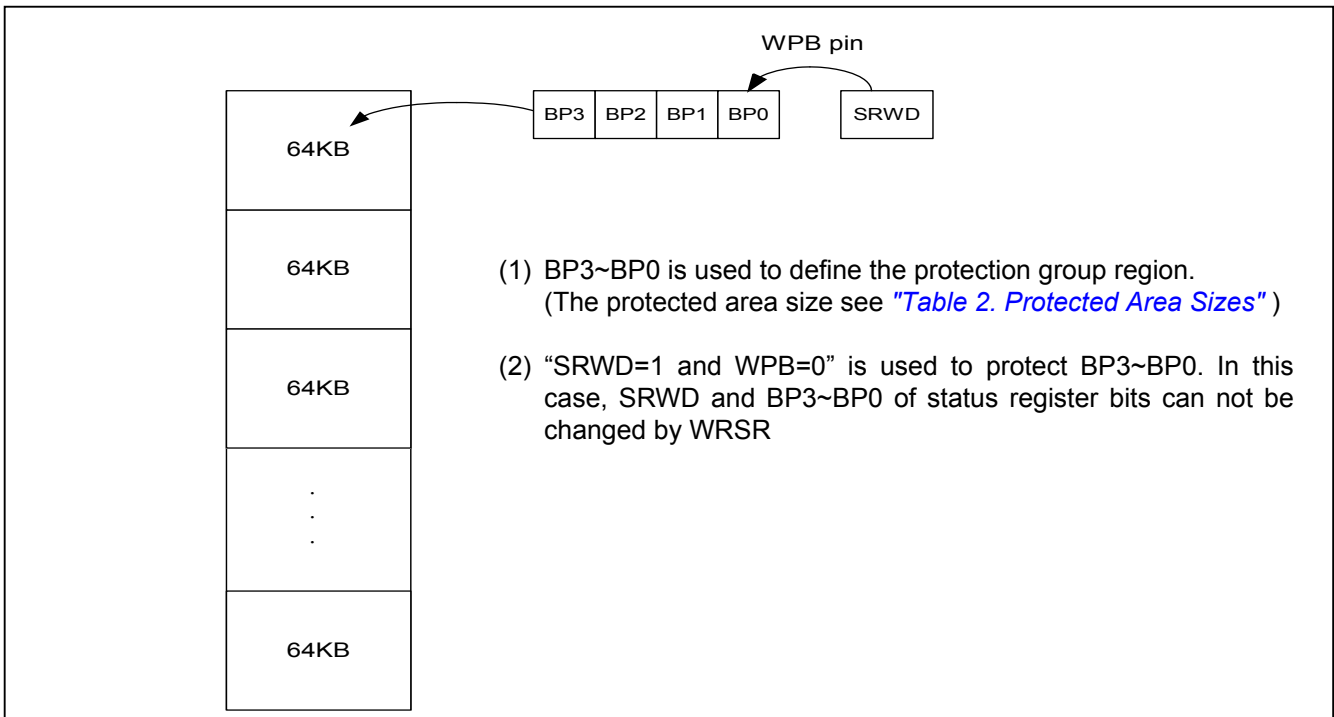 WPB pin
BP3 BP2 BP1 BP0 SRWD
64KB
64KB
(1) BP3~BP0 is used to define the protection group region.
(The protected area size see "Table 2. Protected Area Sizes" )
64KB
(2) “SRWD=1 and WPB=0” is used to protect BP3~BP0. In this
case, SRWD and BP3~BP0 of status register bits can not be
changed by WRSR
.
.
.
64KB